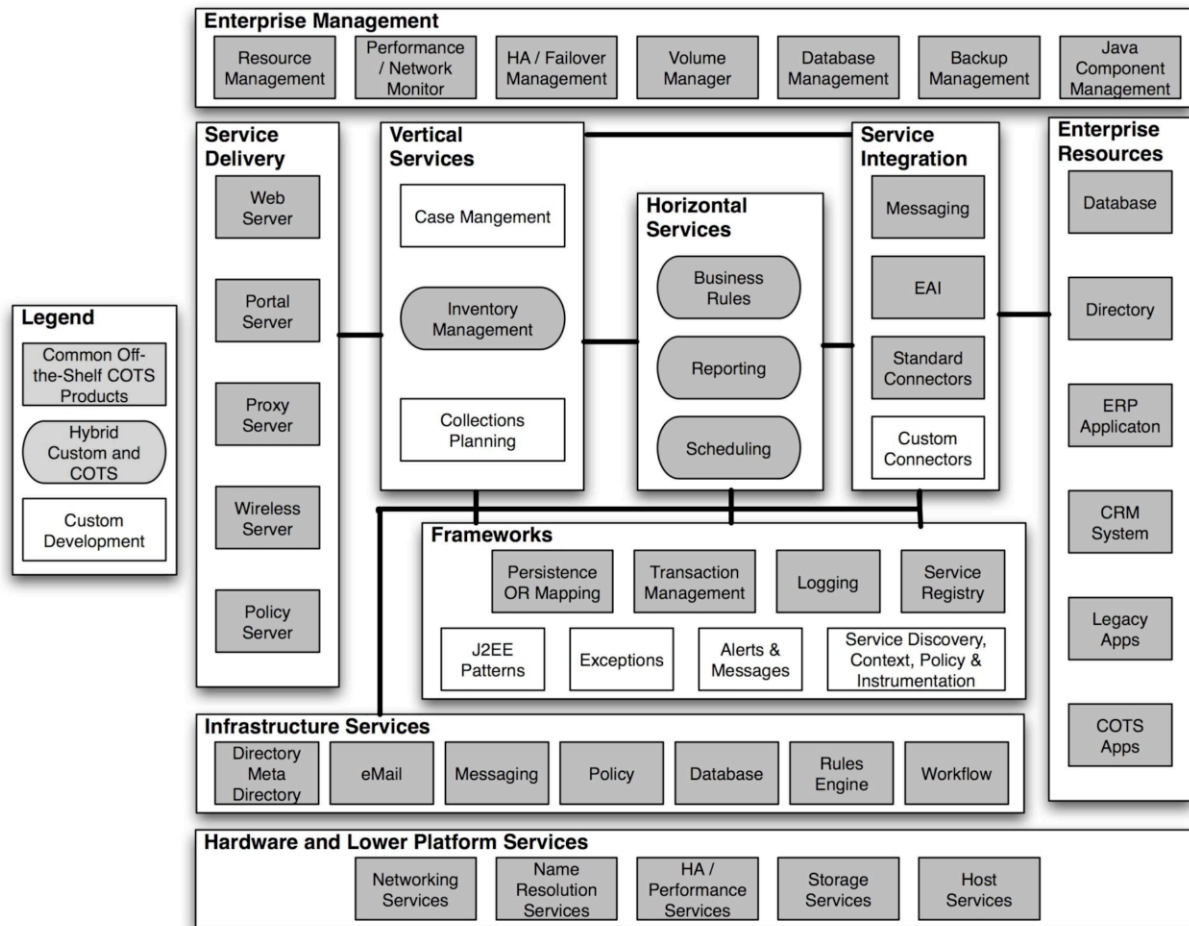 Enterprise Management
Resource
Management
Performance
/ Network
Monitor
HA / Failover
Management
Volume
Manager
Database
Management
Backup
Management
Java
Component
Management
Service
Delivery
Web
Server
Portal
Server
Proxy
Server
Wireless
Server
Policy
Server
Vertical
Services
Case Mangement
Inventory
Management
Collections
Planning
Horizontal
Services
Business
Rules
Reporting
Scheduling
Service
Integration
Messaging
EAI
Standard
Connectors
Custom
Connectors
Enterprise
Resources
Database
Directory
ERP
Applicaton
CRM
System
Legacy
Apps
COTS
Apps
Legend
Common Off-
the-Shelf COTS
Products
Hybrid
Custom and
COTS
Custom
Development
Frameworks
Persistence
OR Mapping
Transaction
Management
Logging
Service
Registry
J2EE
Patterns
Exceptions
Alerts &
Messages
Service Discovery,
Context, Policy &
Instrumentation
Infrastructure Services
Directory
Meta
Directory
eMail
Messaging
Policy
Database
Rules
Engine
Workflow
Hardware and Lower Platform Services
Networking
Services
Name
Resolution
Services
HA /
Performance
Services
Storage
Services
Host
Services